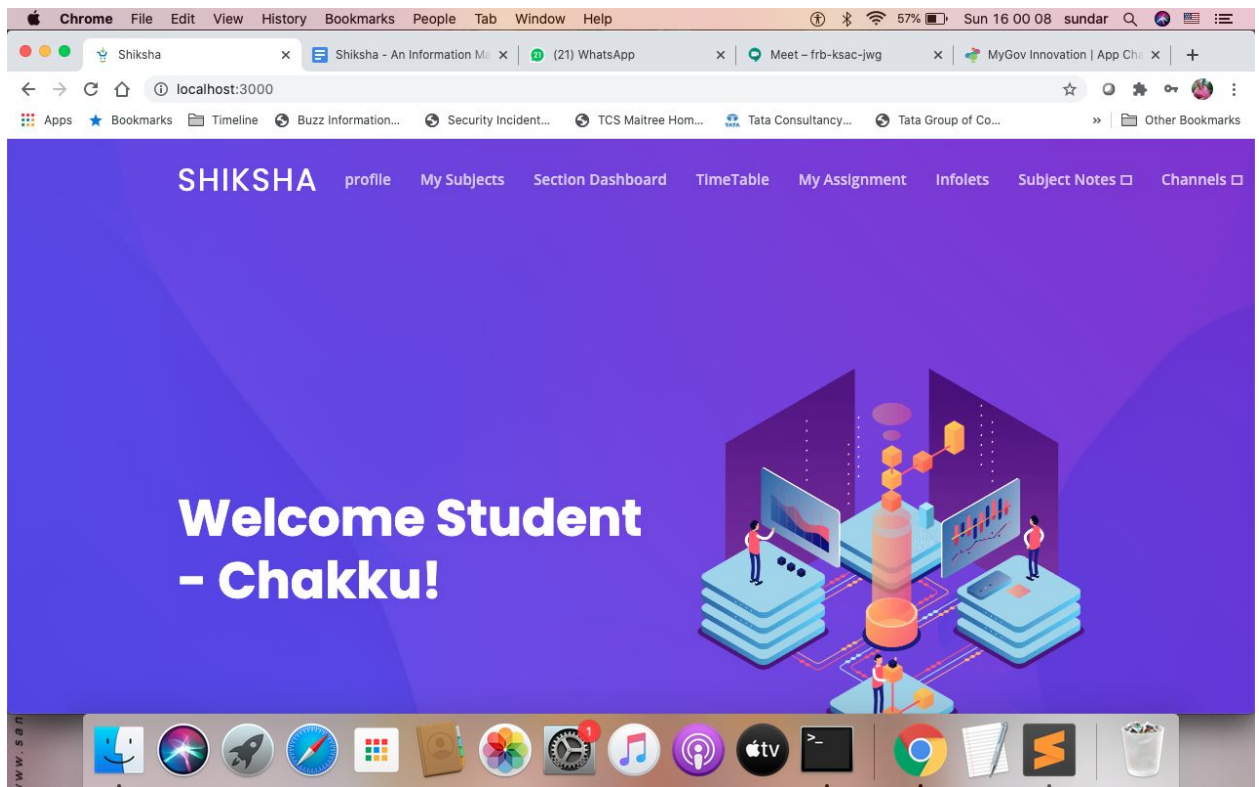 Chrome File Edit View History Bookmarks People Tab Window Help 57% Sun 16 00 08 sundar
Shiksha Shiksha - An Information Ma (21) WhatsApp Meet – frb-ksac-jwg MyGov Innovation | App Cha
localhost:3000
Apps Bookmarks Timeline Buzz Information... Security Incident... TCS Maitree Hom... Tata Consultancy... Tata Group of Co... » Other Bookmarks
SHIKSHA profile My Subjects Section Dashboard TimeTable My Assignment Infolets Subject Notes Channels
Welcome Student
- Chakku!
www.san
1
tv